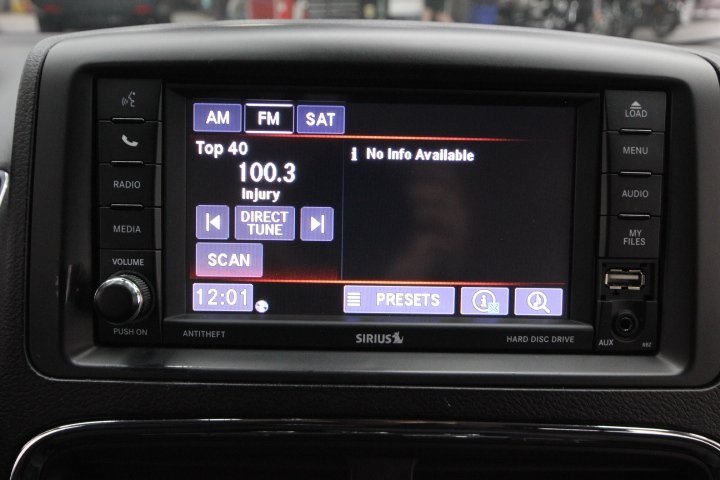 AM FM SAT
Top 40
100.3
Injury
DIRECT
TUNE
SCAN
12:01
i No Info Available
PRESETS
i
RADIO
MEDIA
VOLUME
PUSH ON
ANTITHEFT
SIRIUS
HARD DISC DRIVE
LOAD
MENU
AUDIO
MY
FILES
AUX
RBZ